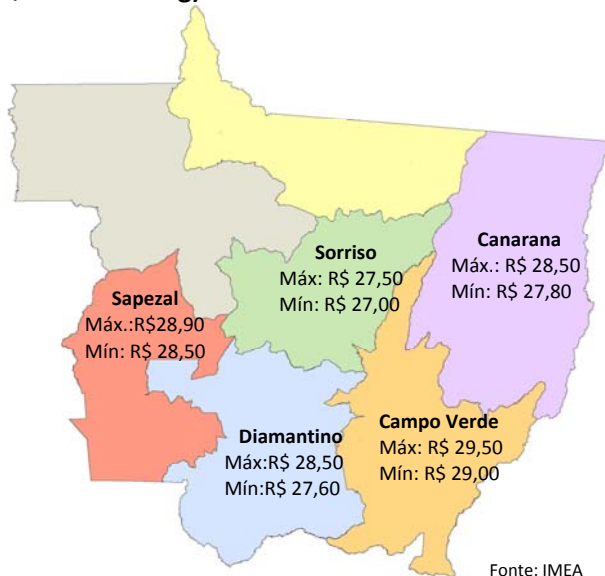 Sorriso
Máx: R$ 27,50
Mín: R$ 27,00
Canarana
Máx.: R$ 28,50
Mín: R$ 27,80
Sapezal
Máx.:R$28,90
Mín: R$ 28,50
Diamantino
Máx:R$ 28,50
Mín:R$ 27,60
Campo Verde
Máx: R$ 29,50
Mín: R$ 29,00
Fonte: IMEA